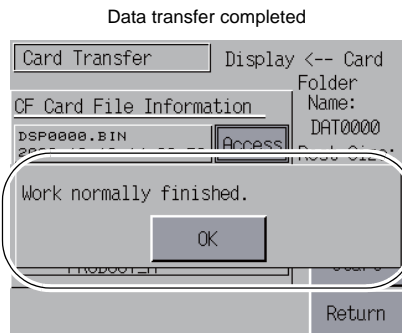 Data transfer completed
Card Transfer
Display <-- Card
Folder
Name:
DAT0000
CF Card File Information
DSP0000.BIN
Access
Work normally finished.
OK
Return